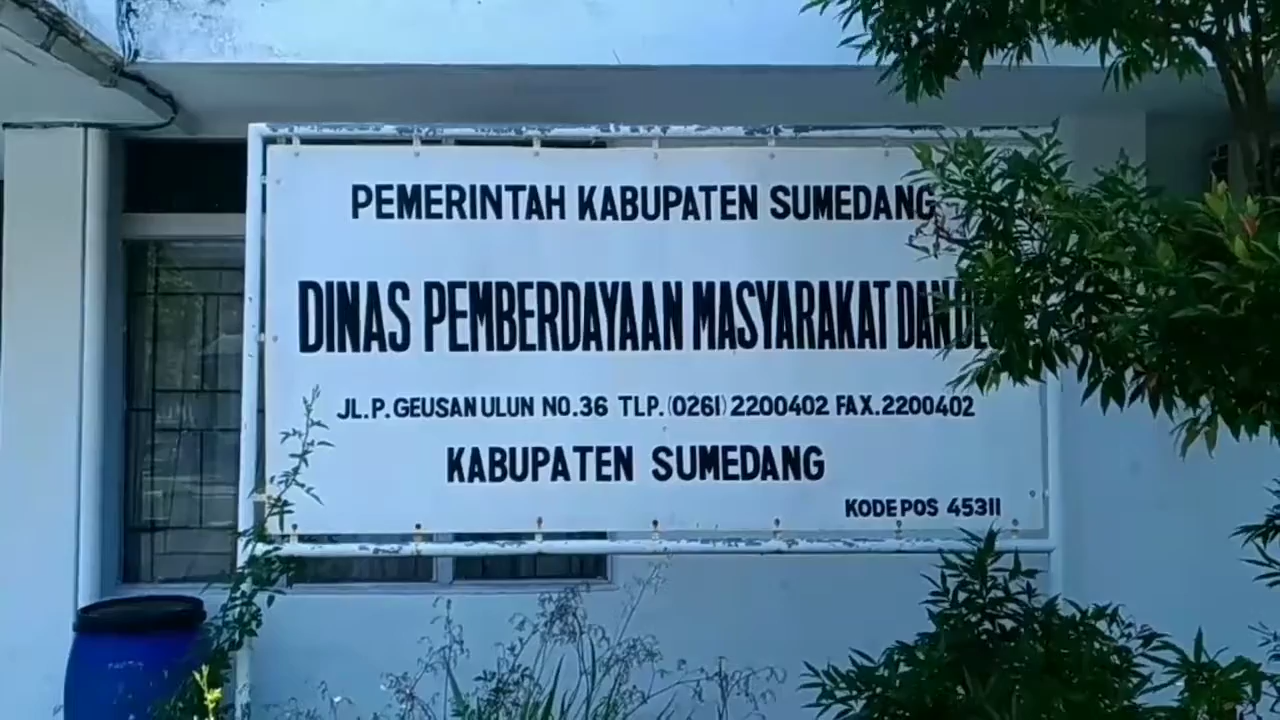 PEMERINTAH KABUPATEN SUMEDANG
DINAS PEMBERDAYAAN MASYARAKAT DAN
JL.P.GEUSAN ULUN NO.36 TLP.(0261) 2200402 FAX.2200402
KABUPATEN SUMEDANG
KODE POS 45311